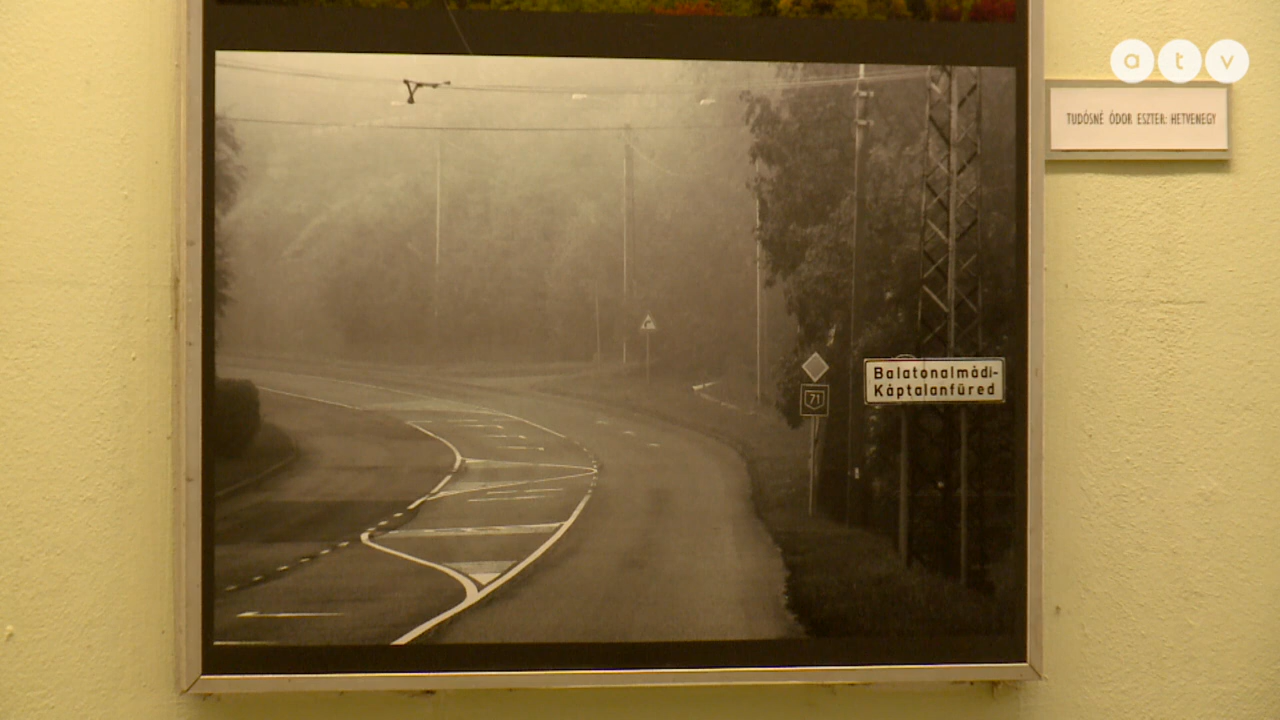 atv
TUDÓSNÉ ÓDOR ESZTER: HETVENEGY
Balatonalmádi-
Káptalanfüred
71